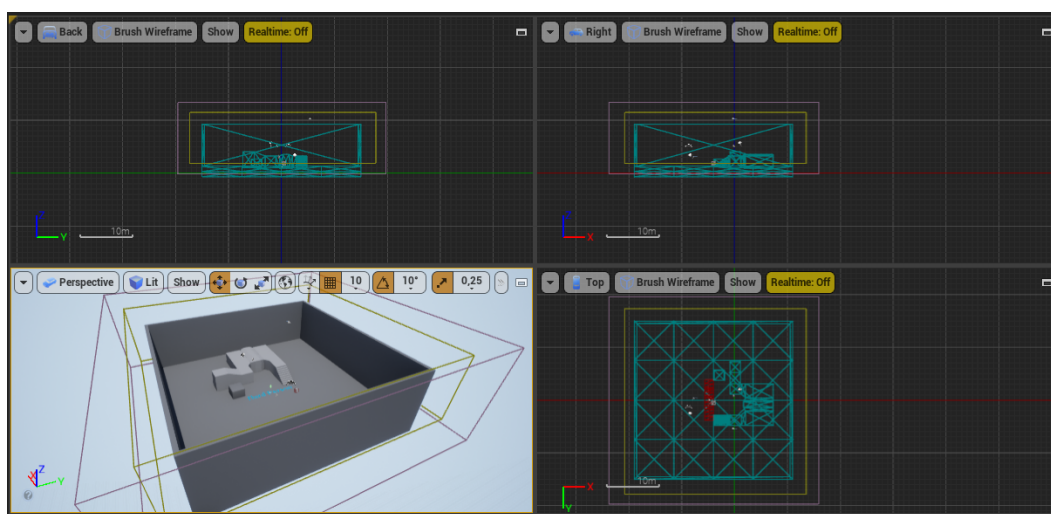 Back Brush Wireframe Show Realtime: Off
Right Brush Wireframe Show Realtime: Off
Z
Y
10m
Z
X
10m
Perspective Lit Show 10 10° 0,25
Top Brush Wireframe Show Realtime: Off
Z
X
Y
X
Y
10m